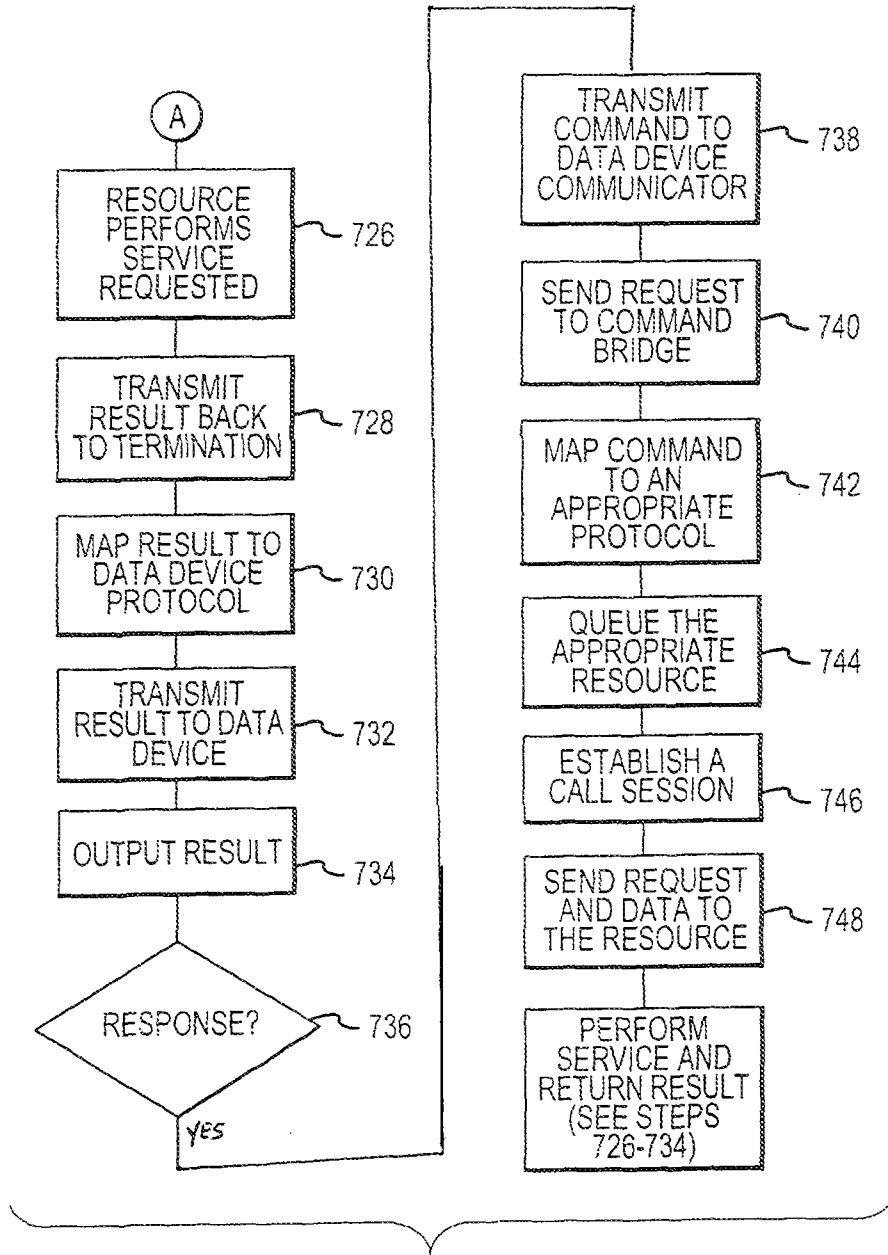 A
RESOURCE
PERFORMS
SERVICE
REQUESTED
726
TRANSMIT
RESULT BACK
TO TERMINATION
728
MAP RESULT TO
DATA DEVICE
PROTOCOL
730
TRANSMIT
RESULT TO DATA
DEVICE
732
OUTPUT RESULT
734
RESPONSE?
736
YES
TRANSMIT
COMMAND TO
DATA DEVICE
COMMUNICATOR
738
SEND REQUEST
TO COMMAND
BRIDGE
740
MAP COMMAND
TO AN
APPROPRIATE
PROTOCOL
742
QUEUE THE
APPROPRIATE
RESOURCE
744
ESTABLISH A
CALL SESSION
746
SEND REQUEST
AND DATA TO
THE RESOURCE
748
PERFORM
SERVICE AND
RETURN RESULT
(SEE STEPS
726-734)